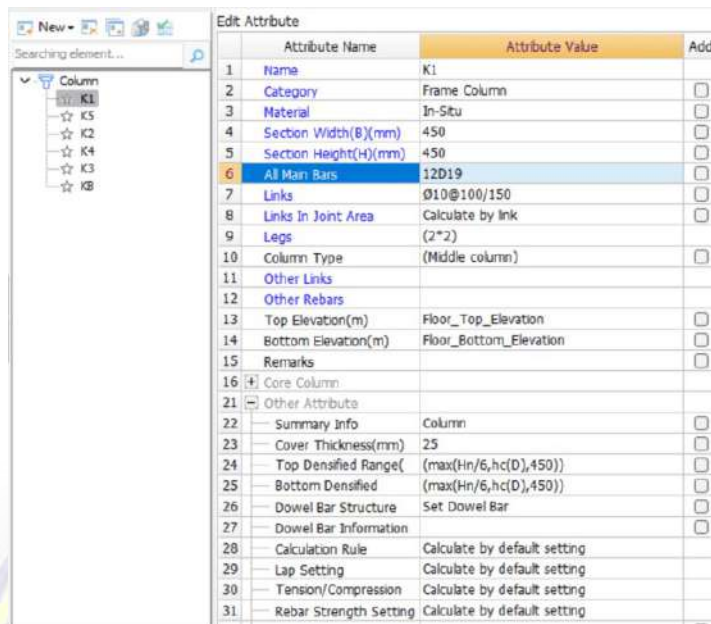 New
Searching element...
Column
K1
K5
K2
K4
K3
KB
Edit Attribute
Attribute Name Attribute Value Add
1 Name K1
2 Category Frame Column
3 Material In-Situ
4 Section Width(B)(mm) 450
5 Section Height(H)(mm) 450
6 All Main Bars 12D19
7 Links Ø10@100/150
8 Links In Joint Area Calculate by link
9 Legs (2*2)
10 Column Type (Middle column)
11 Other Links
12 Other Rebars
13 Top Elevation(m) Floor_Top_Elevation
14 Bottom Elevation(m) Floor_Bottom_Elevation
15 Remarks
16 Core Column
21 Other Attribute
22 Summary Info Column
23 Cover Thickness(mm) 25
24 Top Densified Range( (max(Hn/6,hc(D),450))
25 Bottom Densified (max(Hn/6,hc(D),450))
26 Dowel Bar Structure Set Dowel Bar
27 Dowel Bar Information
28 Calculation Rule Calculate by default setting
29 Lap Setting Calculate by default setting
30 Tension/Compression Calculate by default setting
31 Rebar Strength Setting Calculate by default setting